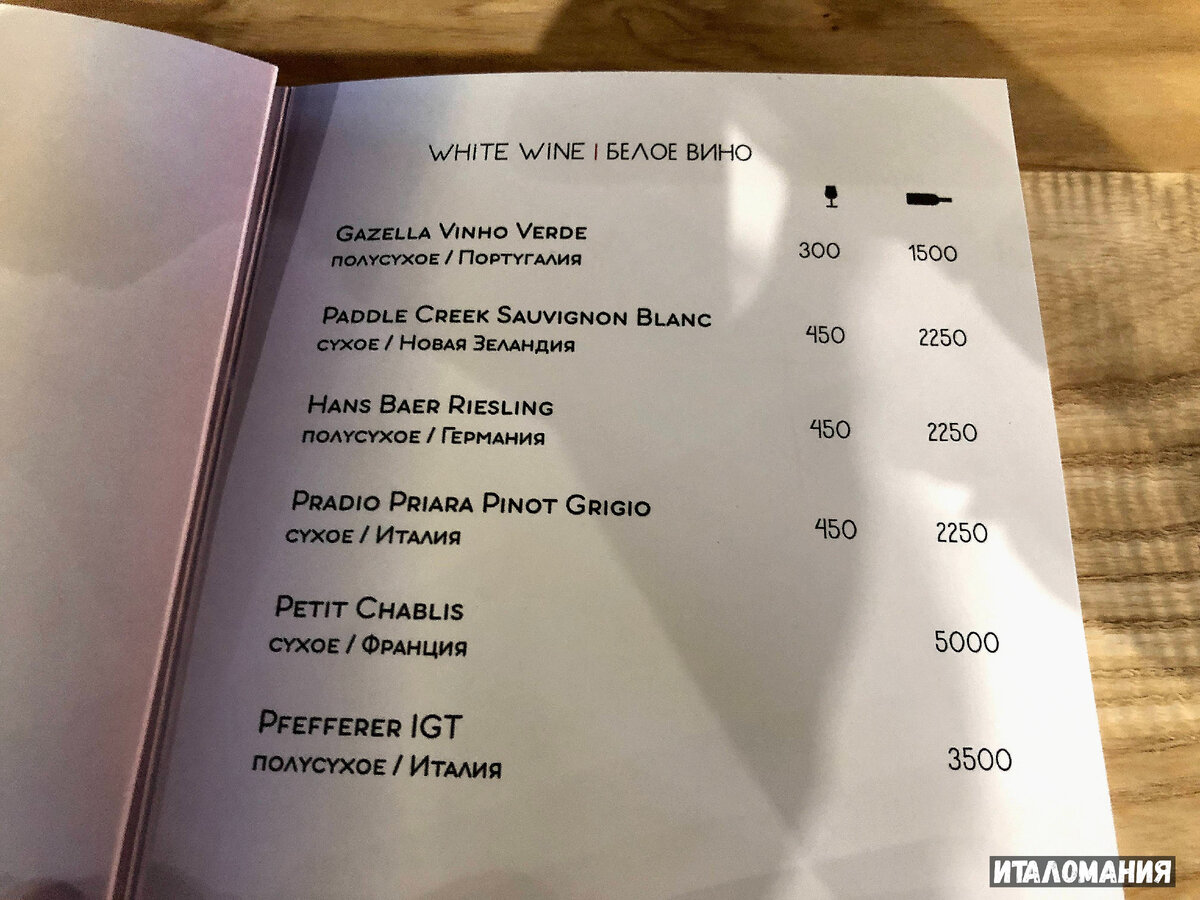 WHITE WINE | БЕЛОЕ ВИНО
GAZELLA VINHO VERDE
ПОЛУСУХОЕ / ПОРТУГАЛИЯ 300 1500
PADDLE CREEK SAUVIGNON BLANC
СУХОЕ / НОВАЯ ЗЕЛАНДИЯ 450 2250
HANS BAER RIESLING
ПОЛУСУХОЕ / ГЕРМАНИЯ 450 2250
PRADIO PRIARA PINOT GRIGIO
СУХОЕ / ИТАЛИЯ 450 2250
PETIT CHABLIS
СУХОЕ / ФРАНЦИЯ 5000
PFEFFERER IGT
ПОЛУСУХОЕ / ИТАЛИЯ 3500
ИТАЛОМАНИЯ